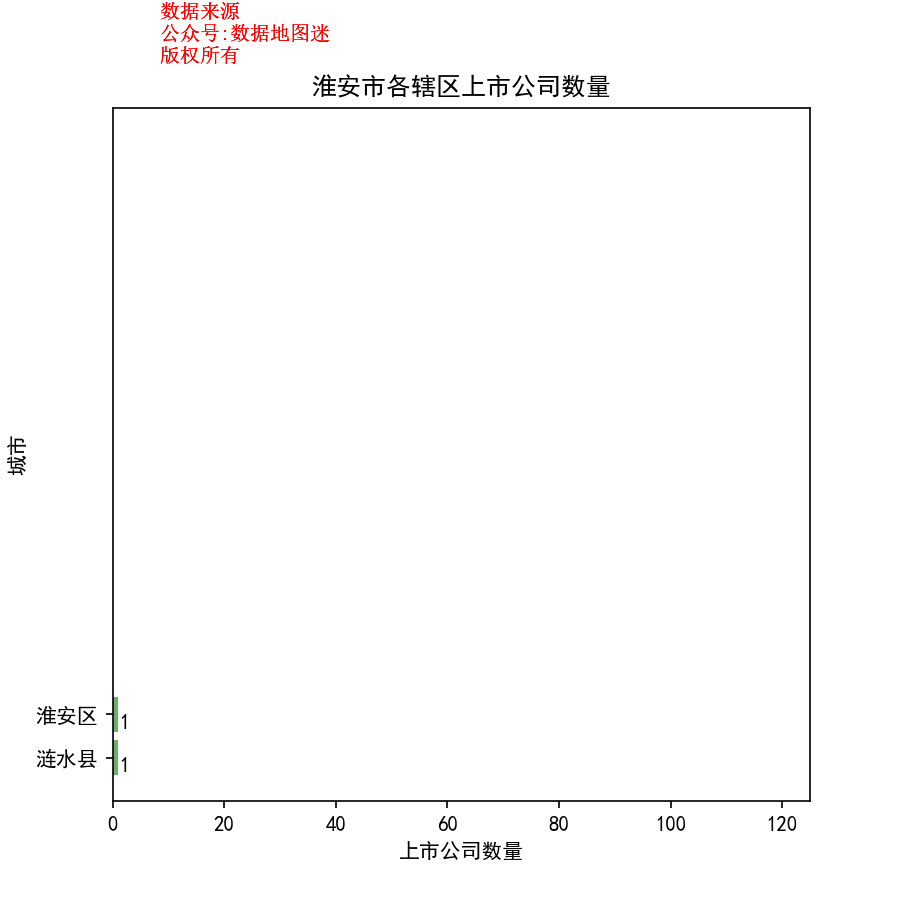 数据来源
公众号:数据地图迷
版权所有
淮安市各辖区上市公司数量
城市
淮安区
1
涟水县
1
0 20 40 60 80 100 120
上市公司数量